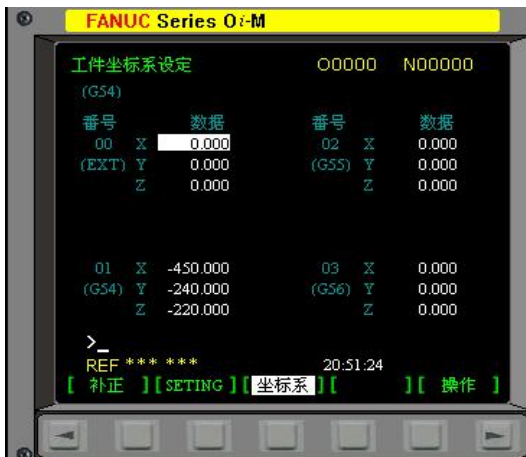 FANUC Series 0i-M
工件坐标系设定 O0000 N00000
(G54)
番号 数据 番号 数据
00 X 0.000 02 X 0.000
(EXT) Y 0.000 (G55) Y 0.000
Z 0.000 Z 0.000
01 X -450.000 03 X 0.000
(G54) Y -240.000 (G56) Y 0.000
Z -220.000 Z 0.000
>_
REF *** *** 20:51:24
[ 补正 ] [ SETING ] [ 坐标系 ] [ ] [ 操作 ]